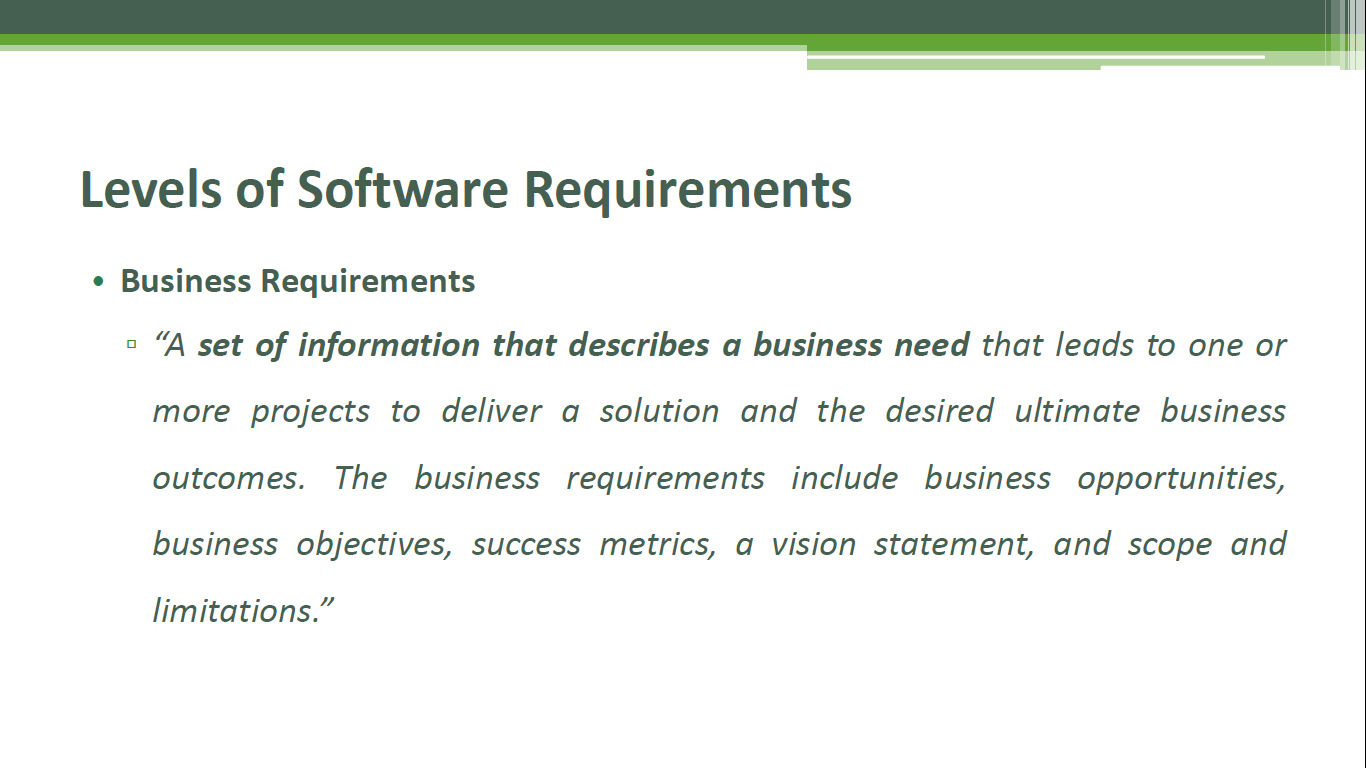 Levels of Software Requirements
• Business Requirements
▫ “A set of information that describes a business need that leads to one or
more projects to deliver a solution and the desired ultimate business
outcomes. The business requirements include business opportunities,
business objectives, success metrics, a vision statement, and scope and
limitations.”